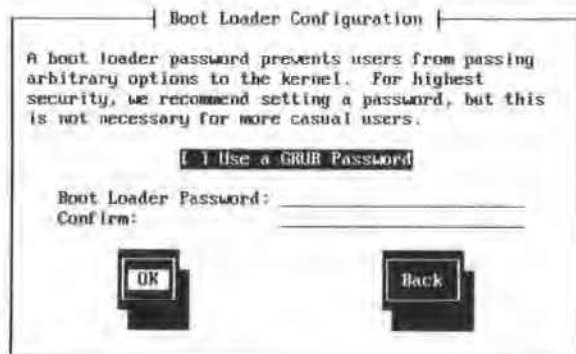 Boot Loader Configuration
A boot loader password prevents users from passing
arbitrary options to the kernel. For highest
security, we recommend setting a password, but this
is not necessary for more casual users.
[ ] Use a GRUB Password
Boot Loader Password:
Confirm:
OK
Back